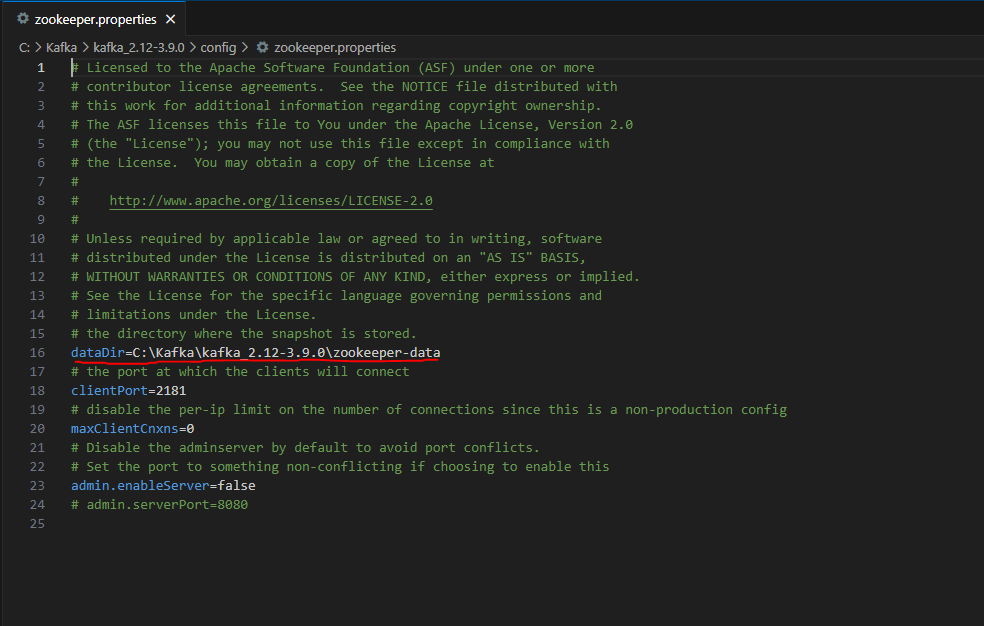 zookeeper.properties
C: > Kafka > kafka_2.12-3.9.0 > config > zookeeper.properties
1 # Licensed to the Apache Software Foundation (ASF) under one or more
2 # contributor license agreements.  See the NOTICE file distributed with
3 # this work for additional information regarding copyright ownership.
4 # The ASF licenses this file to You under the Apache License, Version 2.0
5 # (the "License"); you may not use this file except in compliance with
6 # the License.  You may obtain a copy of the License at
7 #
8 #    http://www.apache.org/licenses/LICENSE-2.0
9 #
10 # Unless required by applicable law or agreed to in writing, software
11 # distributed under the License is distributed on an "AS IS" BASIS,
12 # WITHOUT WARRANTIES OR CONDITIONS OF ANY KIND, either express or implied.
13 # See the License for the specific language governing permissions and
14 # limitations under the License.
15 # the directory where the snapshot is stored.
16 dataDir=C:\Kafka\kafka_2.12-3.9.0\zookeeper-data
17 # the port at which the clients will connect
18 clientPort=2181
19 # disable the per-ip limit on the number of connections since this is a non-production config
20 maxClientCnxns=0
21 # Disable the adminserver by default to avoid port conflicts.
22 # Set the port to something non-conflicting if choosing to enable this
23 admin.enableServer=false
24 # admin.serverPort=8080
25